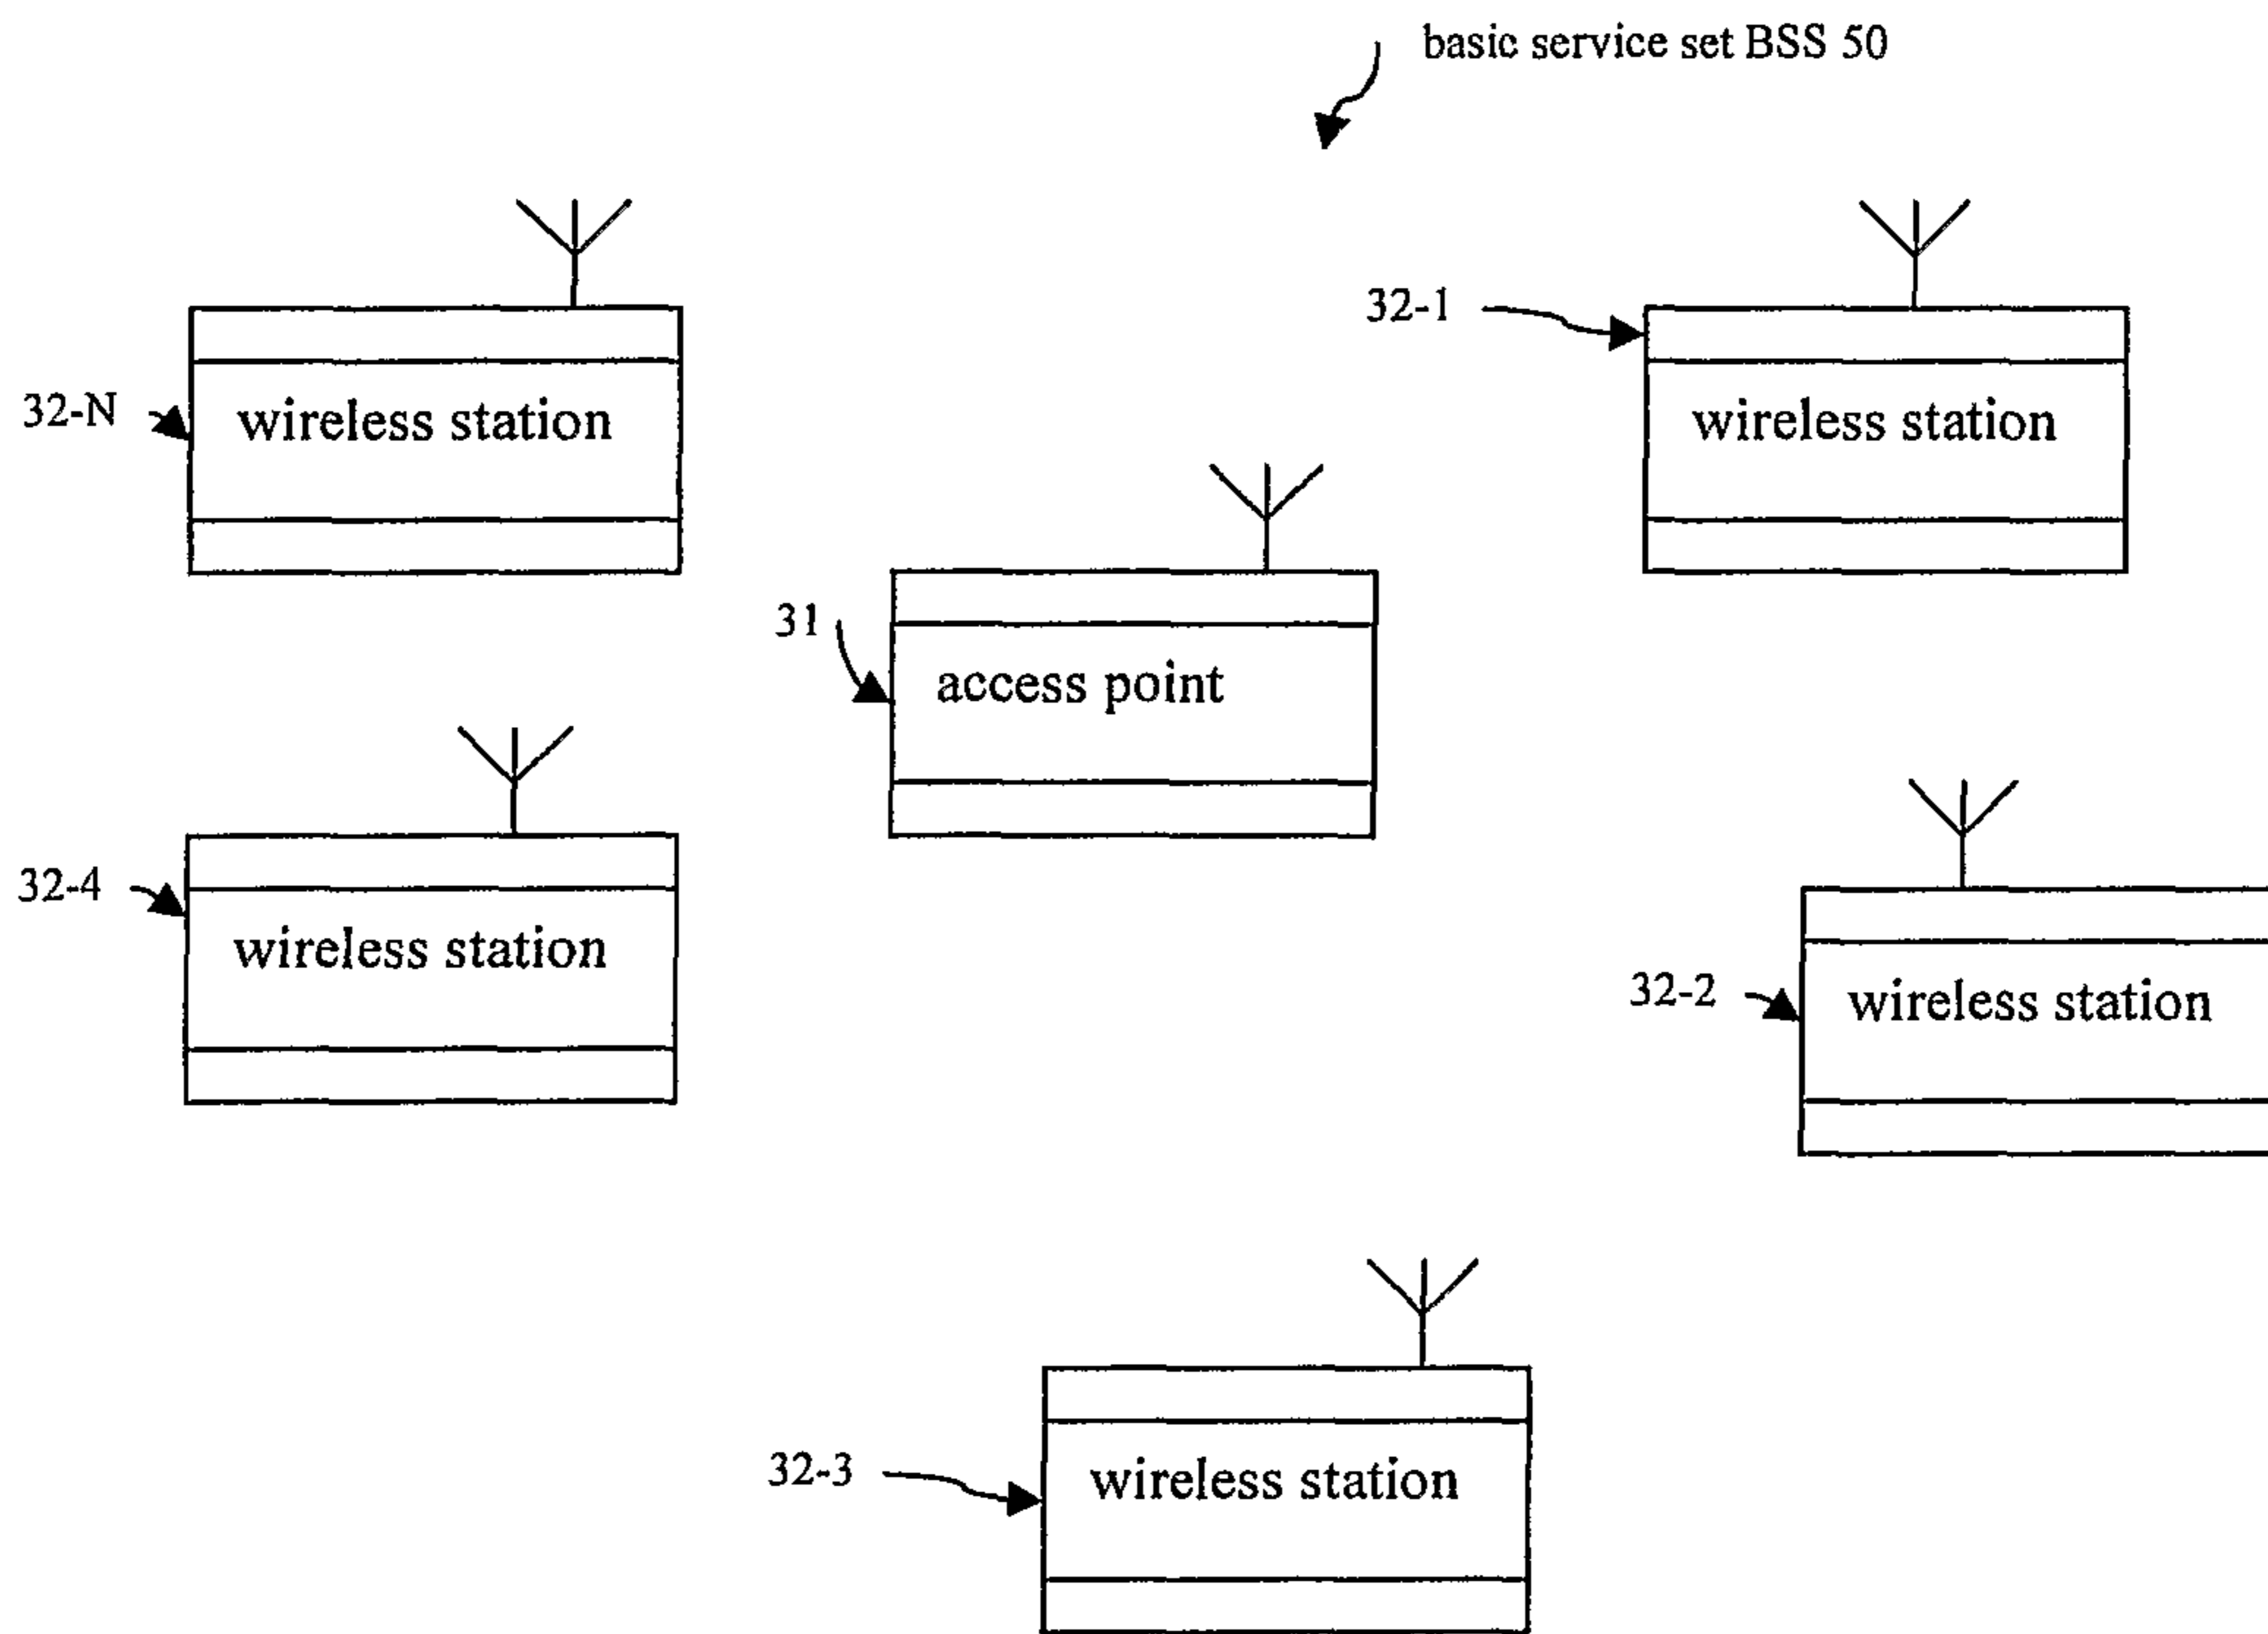 basic service set BSS 50
32-1
32-N
wireless station
wireless station
31
access point
32-4
wireless station
32-2
wireless station
32-3
wireless station